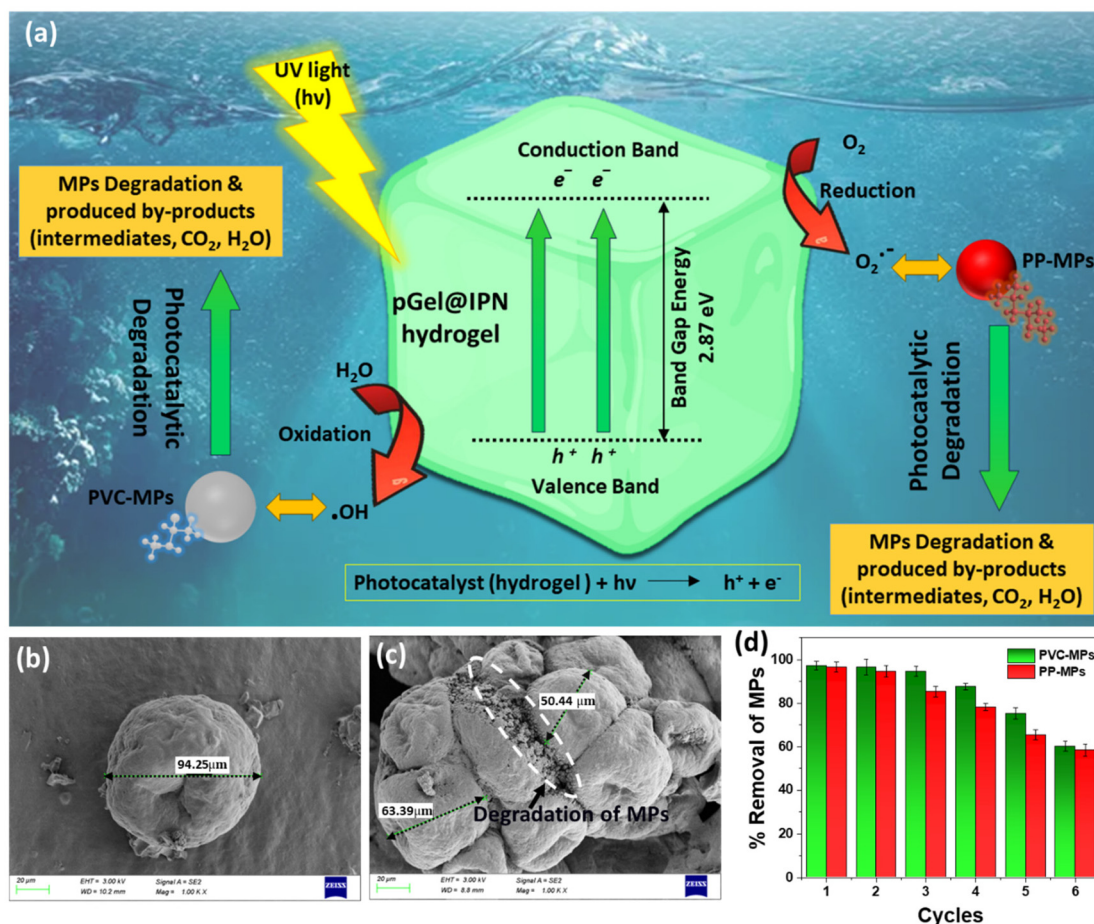 (a)
UV light
(hν)
MPs Degradation &
produced by-products
(intermediates, CO₂, H₂O)
Photocatalytic
Degradation
PVC-MPs
.OH
H₂O
Oxidation
pGel@IPN
hydrogel
Conduction Band
e⁻ e⁻
Band Gap Energy
2.87 eV
h⁺ h⁺
Valence Band
O₂
Reduction
O₂·⁻
PP-MPs
Photocatalytic
Degradation
MPs Degradation &
produced by-products
(intermediates, CO₂, H₂O)
Photocatalyst (hydrogel ) + hν ⟶ h⁺ + e⁻
(b)
94.25μm
20 μm
EHT = 3.00 kV
WD = 10.2 mm
Signal A = SE2
Mag = 1.00 K X
ZEISS
(c)
50.44 μm
63.39μm
Degradation of MPs
20 μm
EHT = 3.00 kV
WD = 8.8 mm
Signal A = SE2
Mag = 1.00 K X
ZEISS
(d)
PVC-MPs
PP-MPs
% Removal of MPs
100
80
60
40
20
0
1 2 3 4 5 6
Cycles